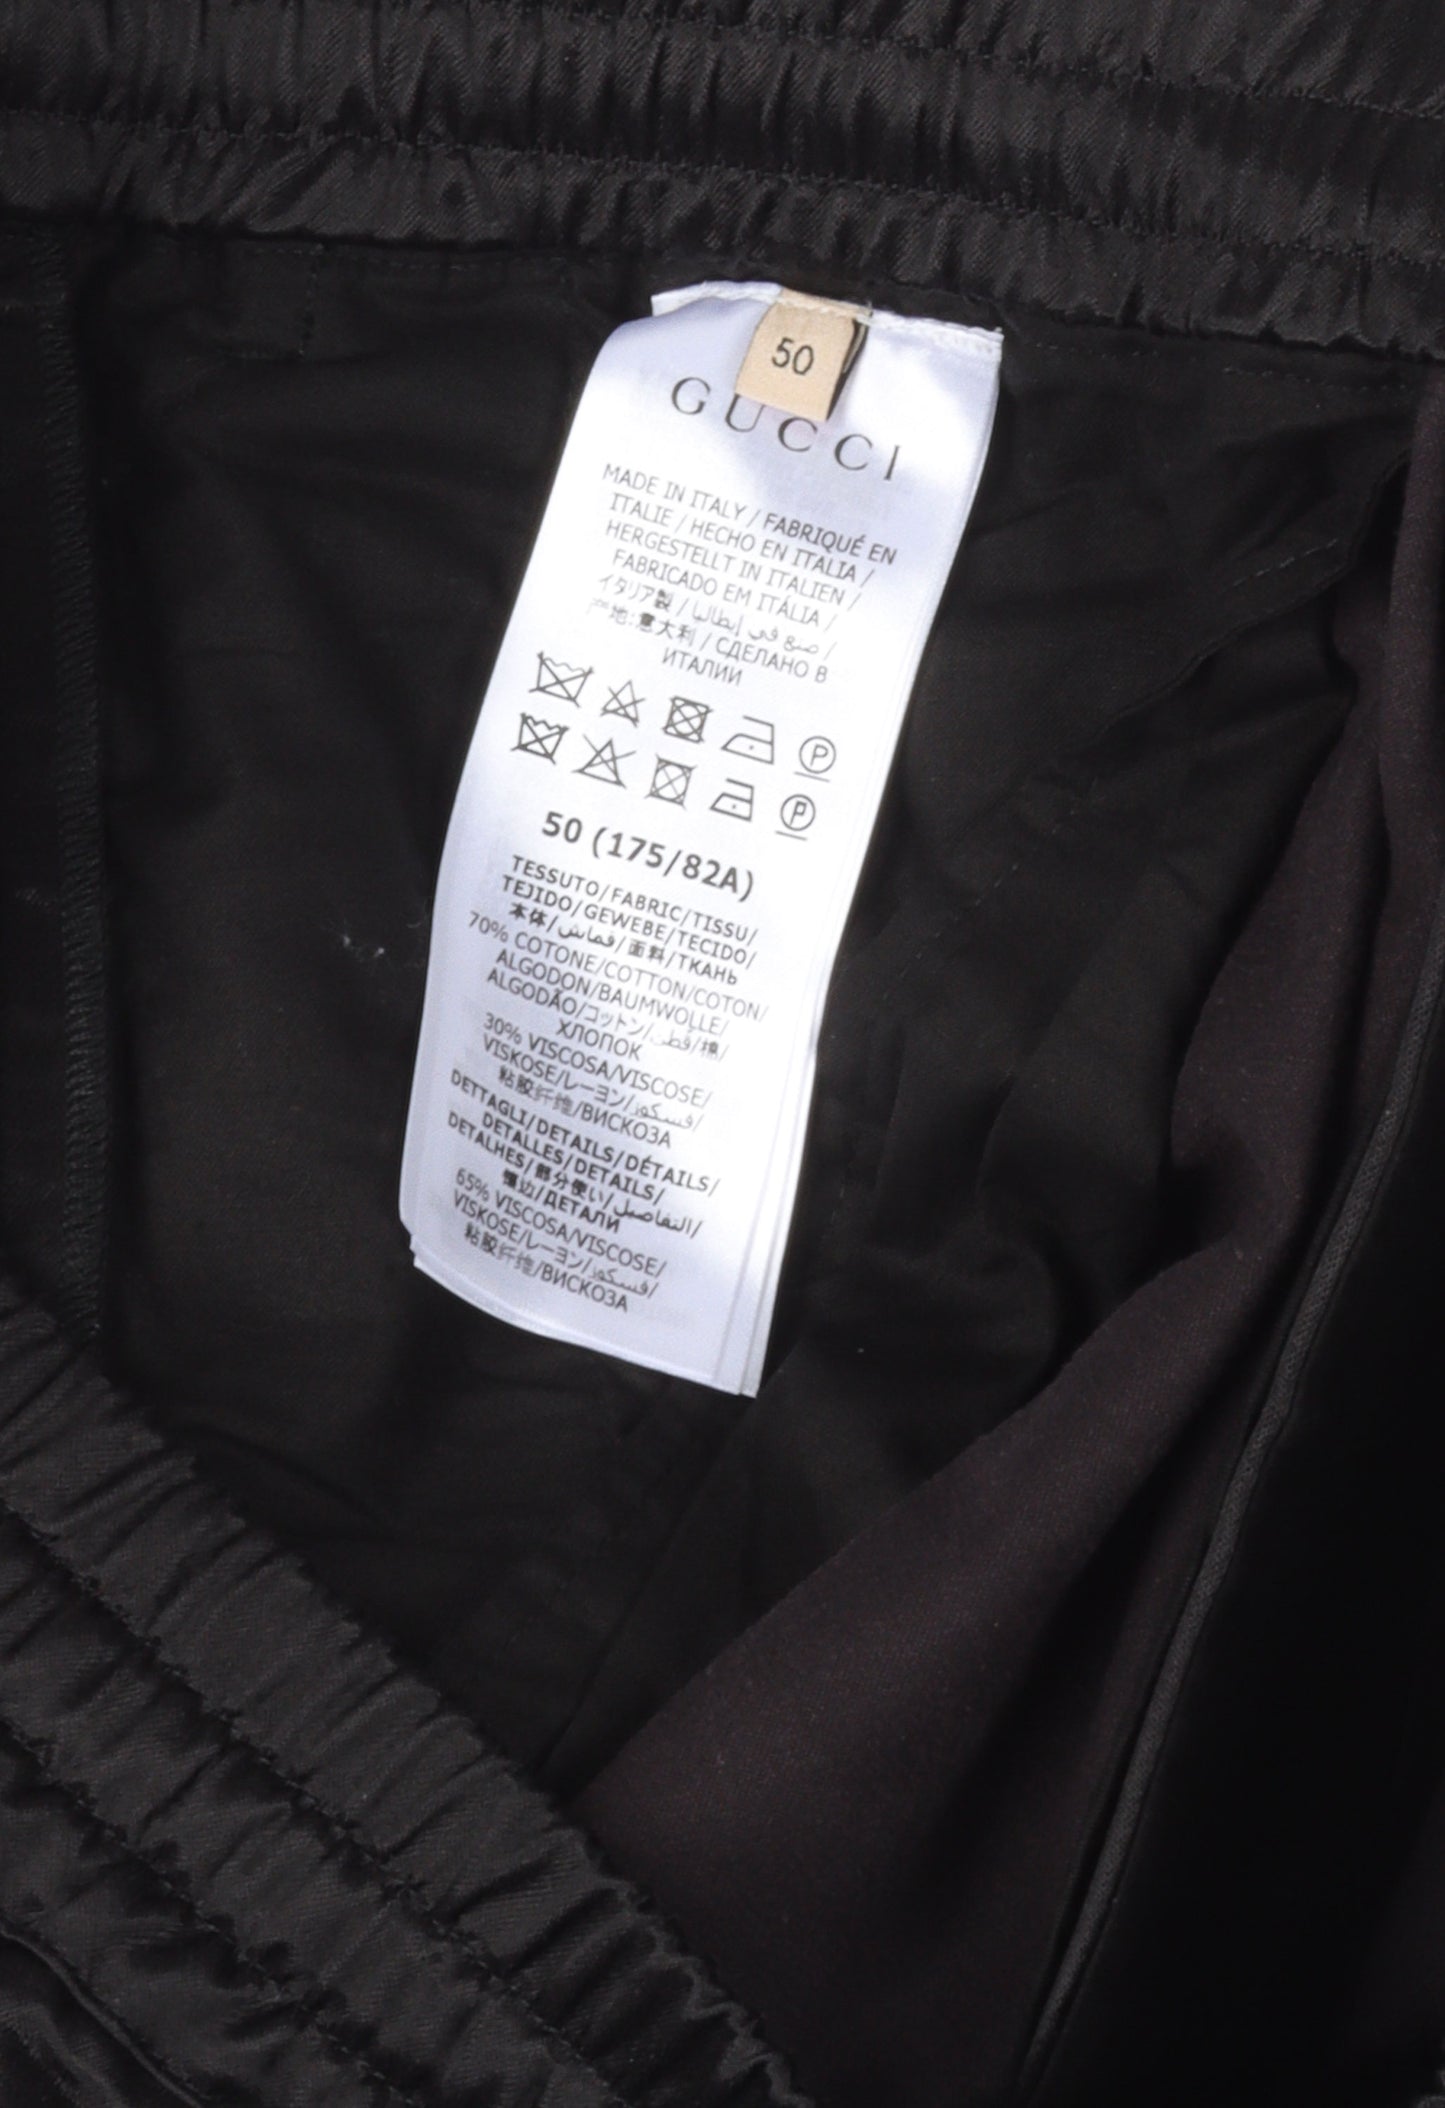 50
GUCCI
MADE IN ITALY / FABRIQUÉ EN
ITALIE / HECHO EN ITALIA /
HERGESTELLT IN ITALIEN /
FABRICADO EM ITÁLIA /
イタリア製 / صنع في إيطاليا /
产地:意大利 / СДЕЛАНО В
ИТАЛИИ
P
P
50 (175/82A)
TESSUTO/FABRIC/TISSU/
TEJIDO/GEWEBE/TECIDO/
本体/قماش/面料/ТКАНЬ
70% COTONE/COTTON/COTON/
ALGODON/BAUMWOLLE/
ALGODÃO/コットン/قطن/棉/
ХЛОПОК
30% VISCOSA/VISCOSE/
VISKOSE/レーヨン/فسكوز/
粘胶纤维/ВИСКОЗА
DETTAGLI/DETAILS/DÉTAILS/
DETALLES/DETAILS/
DETALHES/部分使い/التفاصيل/
镶边/ДЕТАЛИ
65% VISCOSA/VISCOSE/
VISKOSE/レーヨン/فسكوز/
粘胶纤维/ВИСКОЗА